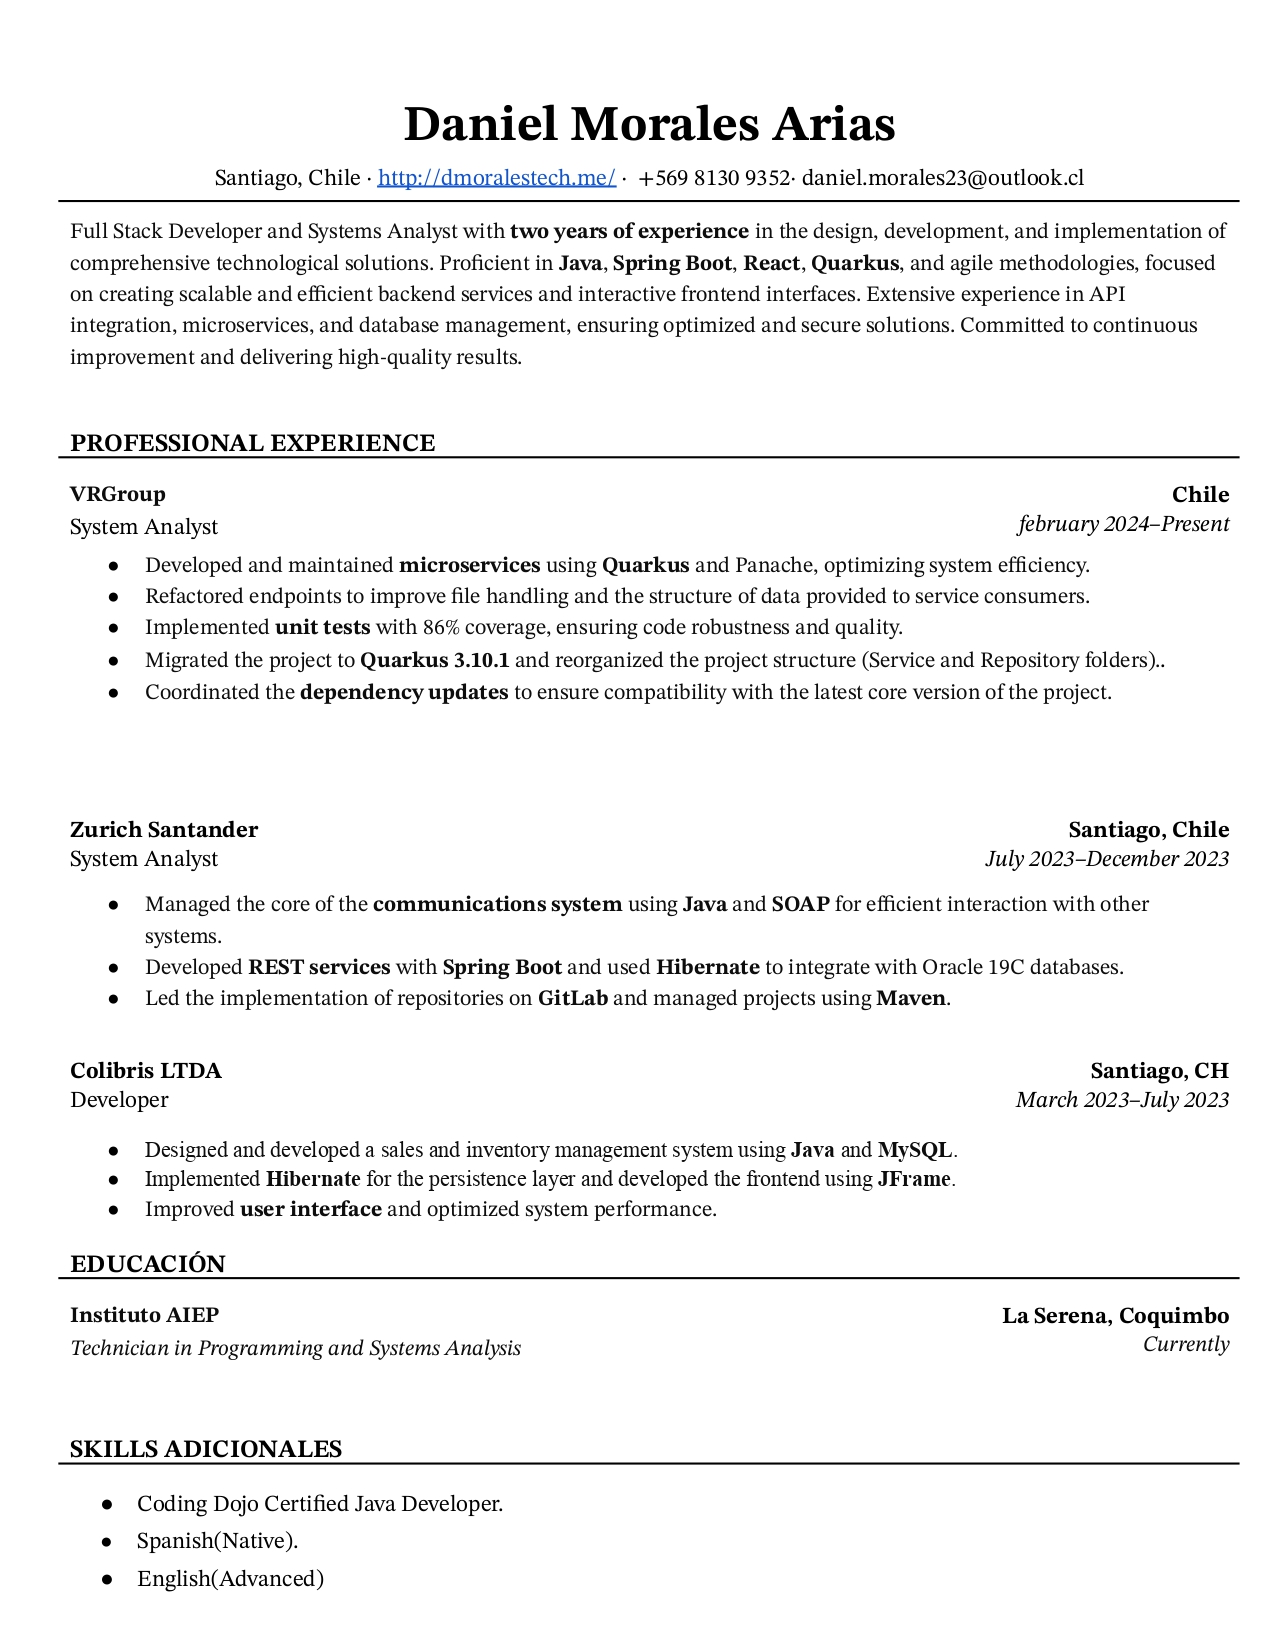 Daniel Morales Arias
Santiago, Chile · http://dmoralestech.me/ · +569 8130 9352· daniel.morales23@outlook.cl
Full Stack Developer and Systems Analyst with two years of experience in the design, development, and implementation of
comprehensive technological solutions. Proficient in Java, Spring Boot, React, Quarkus, and agile methodologies, focused
on creating scalable and efficient backend services and interactive frontend interfaces. Extensive experience in API
integration, microservices, and database management, ensuring optimized and secure solutions. Committed to continuous
improvement and delivering high-quality results.
PROFESSIONAL EXPERIENCE
VRGroup Chile
System Analyst february 2024–Present
● Developed and maintained microservices using Quarkus and Panache, optimizing system efficiency.
● Refactored endpoints to improve file handling and the structure of data provided to service consumers.
● Implemented unit tests with 86% coverage, ensuring code robustness and quality.
● Migrated the project to Quarkus 3.10.1 and reorganized the project structure (Service and Repository folders)..
● Coordinated the dependency updates to ensure compatibility with the latest core version of the project.
Zurich Santander Santiago, Chile
System Analyst July 2023–December 2023
● Managed the core of the communications system using Java and SOAP for efficient interaction with other
systems.
● Developed REST services with Spring Boot and used Hibernate to integrate with Oracle 19C databases.
● Led the implementation of repositories on GitLab and managed projects using Maven.
Colibris LTDA Santiago, CH
Developer March 2023–July 2023
● Designed and developed a sales and inventory management system using Java and MySQL.
● Implemented Hibernate for the persistence layer and developed the frontend using JFrame.
● Improved user interface and optimized system performance.
EDUCACIÓN
Instituto AIEP La Serena, Coquimbo
Technician in Programming and Systems Analysis Currently
SKILLS ADICIONALES
● Coding Dojo Certified Java Developer.
● Spanish(Native).
● English(Advanced)